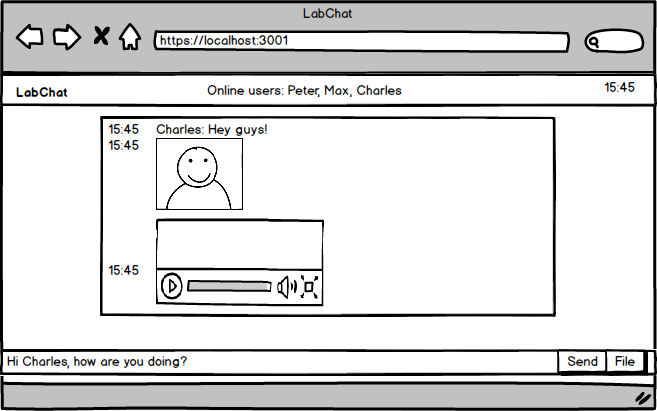 LabChat
https://localhost:3001
LabChat
Online users: Peter, Max, Charles
15:45
15:45 Charles: Hey guys!
15:45
15:45
Hi Charles, how are you doing?
Send
File